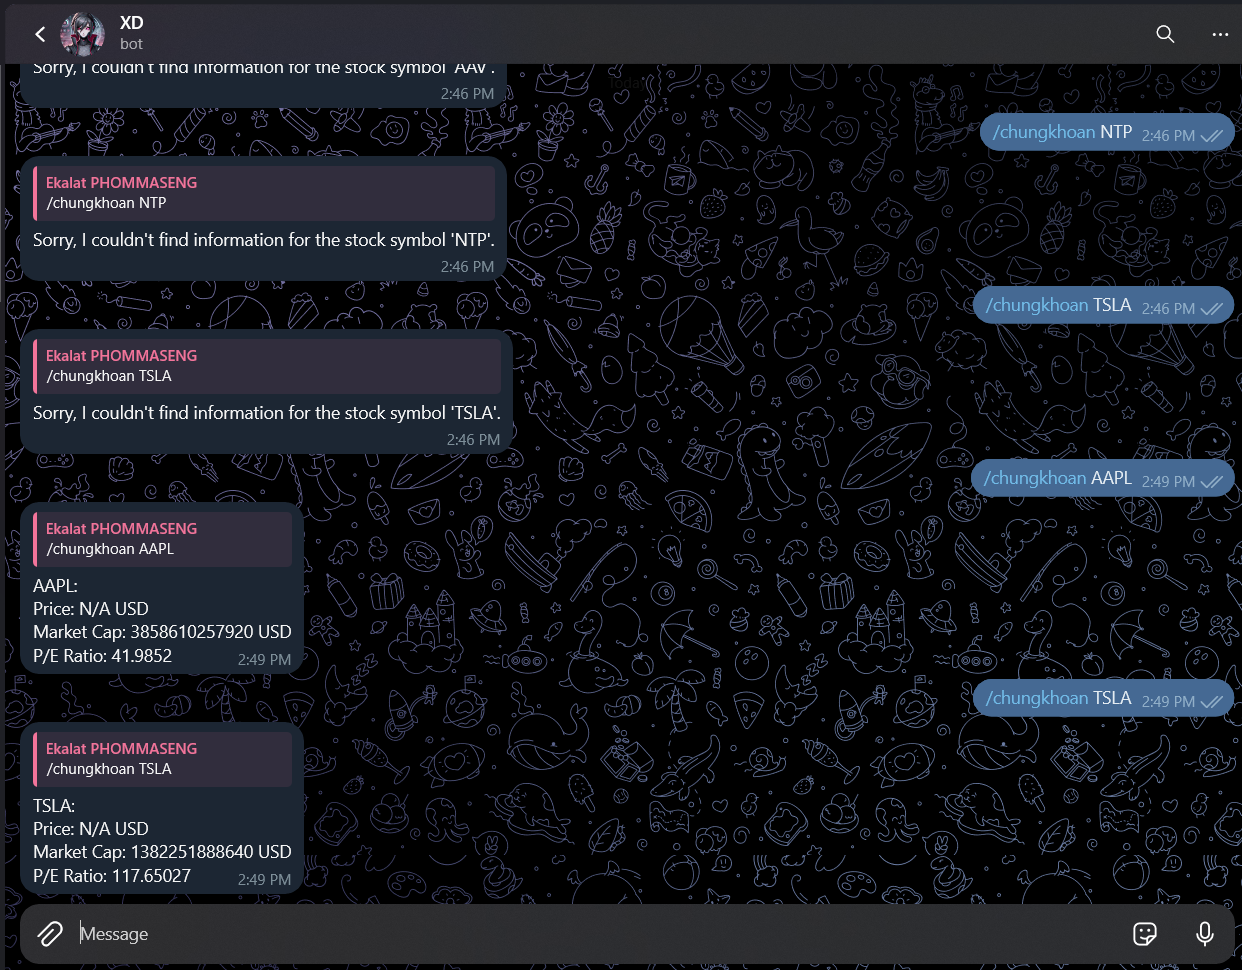 XD
bot
Sorry, I couldn't find information for the stock symbol 'AAV'.
2:46 PM
Today
/chungkhoan NTP 2:46 PM
Ekalat PHOMMASENG
/chungkhoan NTP
Sorry, I couldn't find information for the stock symbol 'NTP'.
2:46 PM
/chungkhoan TSLA 2:46 PM
Ekalat PHOMMASENG
/chungkhoan TSLA
Sorry, I couldn't find information for the stock symbol 'TSLA'.
2:46 PM
/chungkhoan AAPL 2:49 PM
Ekalat PHOMMASENG
/chungkhoan AAPL
AAPL:
Price: N/A USD
Market Cap: 3858610257920 USD
P/E Ratio: 41.9852 2:49 PM
/chungkhoan TSLA 2:49 PM
Ekalat PHOMMASENG
/chungkhoan TSLA
TSLA:
Price: N/A USD
Market Cap: 1382251888640 USD
P/E Ratio: 117.65027 2:49 PM
Message